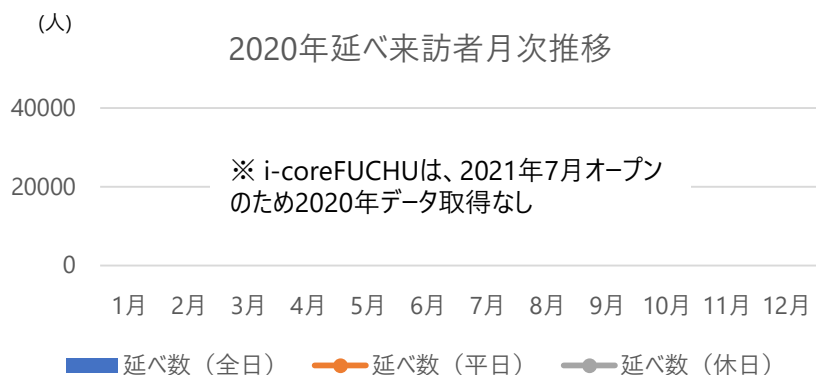 (人)
2020年延べ来訪者月次推移
40000
20000
0
※ i-coreFUCHUは、2021年7月オープン
のため2020年データ取得なし
1月 2月 3月 4月 5月 6月 7月 8月 9月 10月 11月 12月
延べ数（全日） 延べ数（平日） 延べ数（休日）